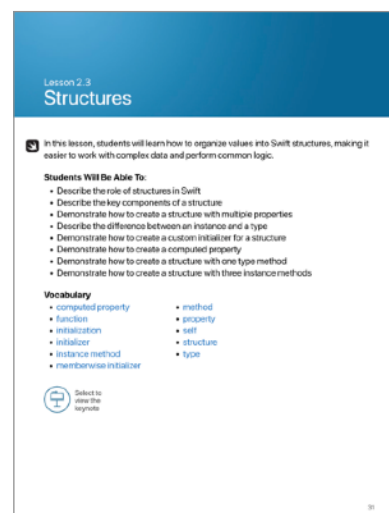 Lesson 2.3
Structures
In this lesson, students will learn how to organize values into Swift structures, making it
easier to work with complex data and perform common logic.
Students Will Be Able To:
• Describe the role of structures in Swift
• Describe the key components of a structure
• Demonstrate how to create a structure with multiple properties
• Describe the difference between an instance and a type
• Demonstrate how to create a custom initializer for a structure
• Demonstrate how to create a computed property
• Demonstrate how to create a structure with one type method
• Demonstrate how to create a structure with three instance methods
Vocabulary
• computed property
• function
• initialization
• initializer
• instance method
• memberwise initializer
• method
• property
• self
• structure
• type
Select to
view the
keynote